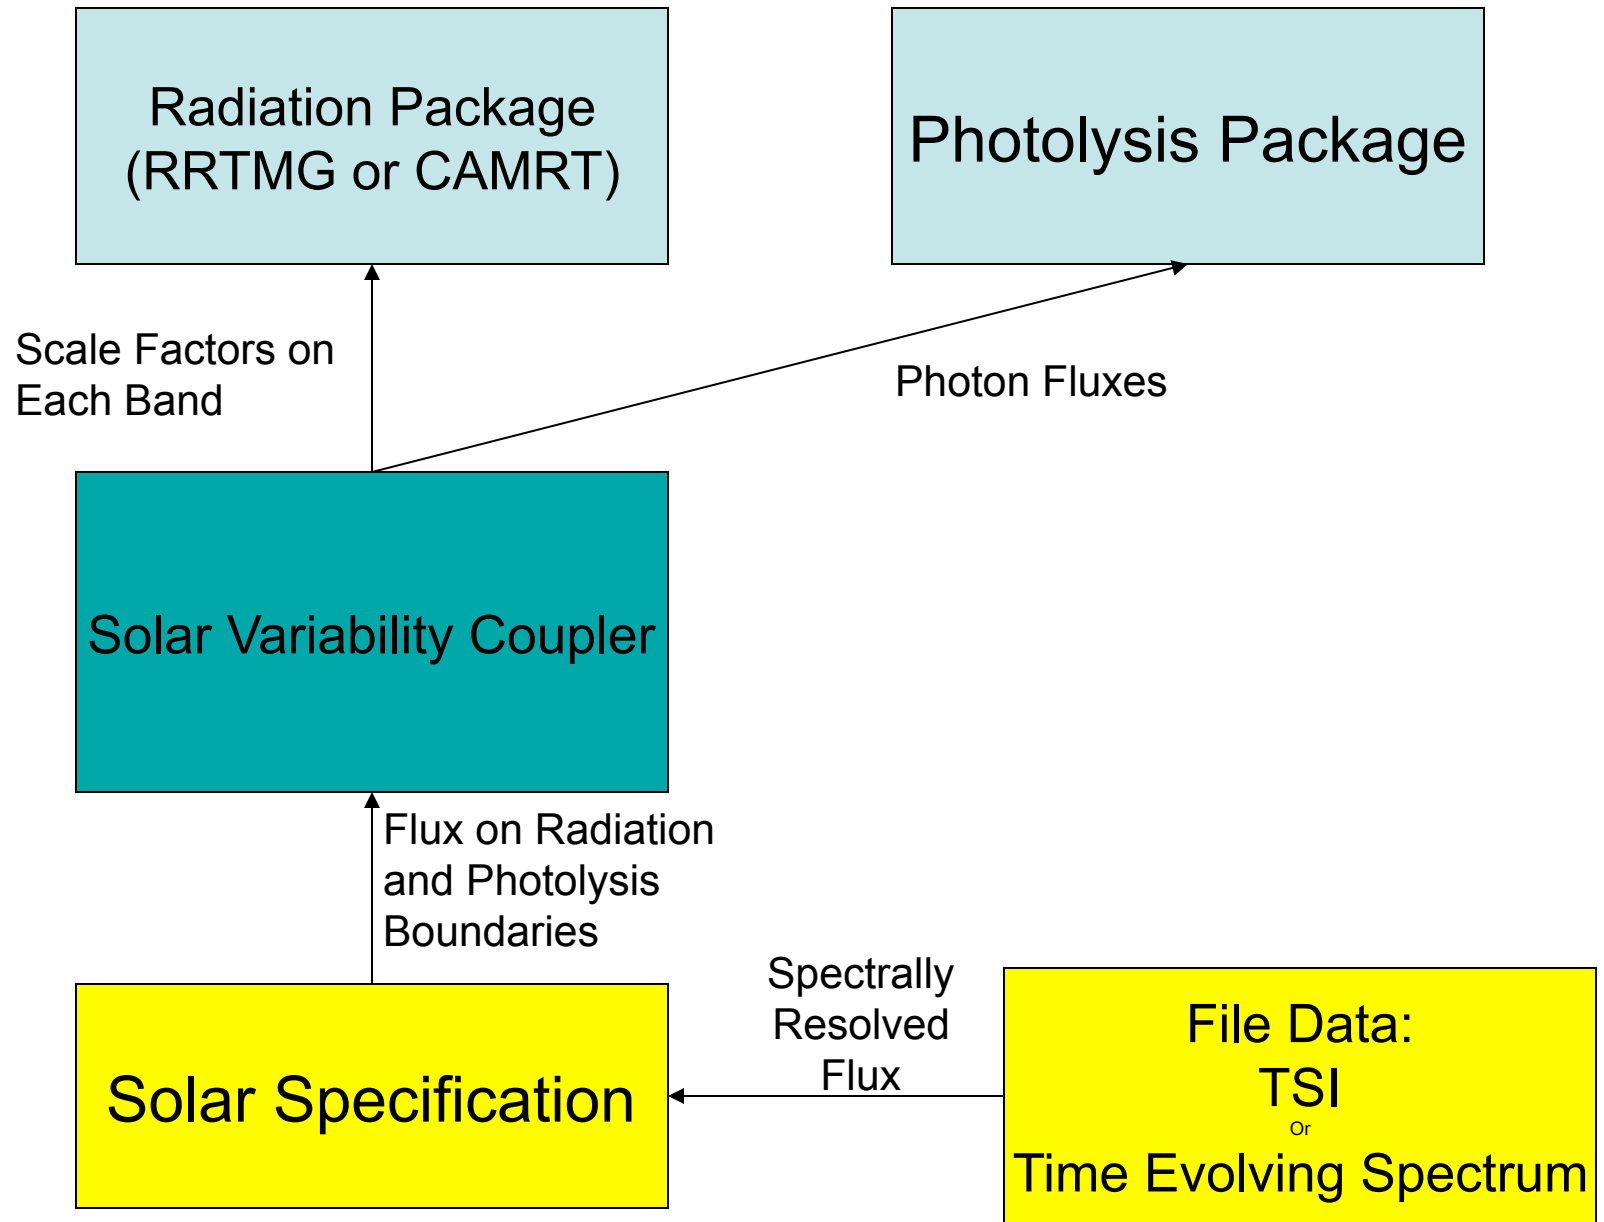 Radiation Package
(RRTMG or CAMRT)
Photolysis Package
Scale Factors on
Each Band
Photon Fluxes
Solar Variability Coupler
Flux on Radiation
and Photolysis
Boundaries
Spectrally
Resolved
Flux
Solar Specification
File Data:
TSI
Or
Time Evolving Spectrum